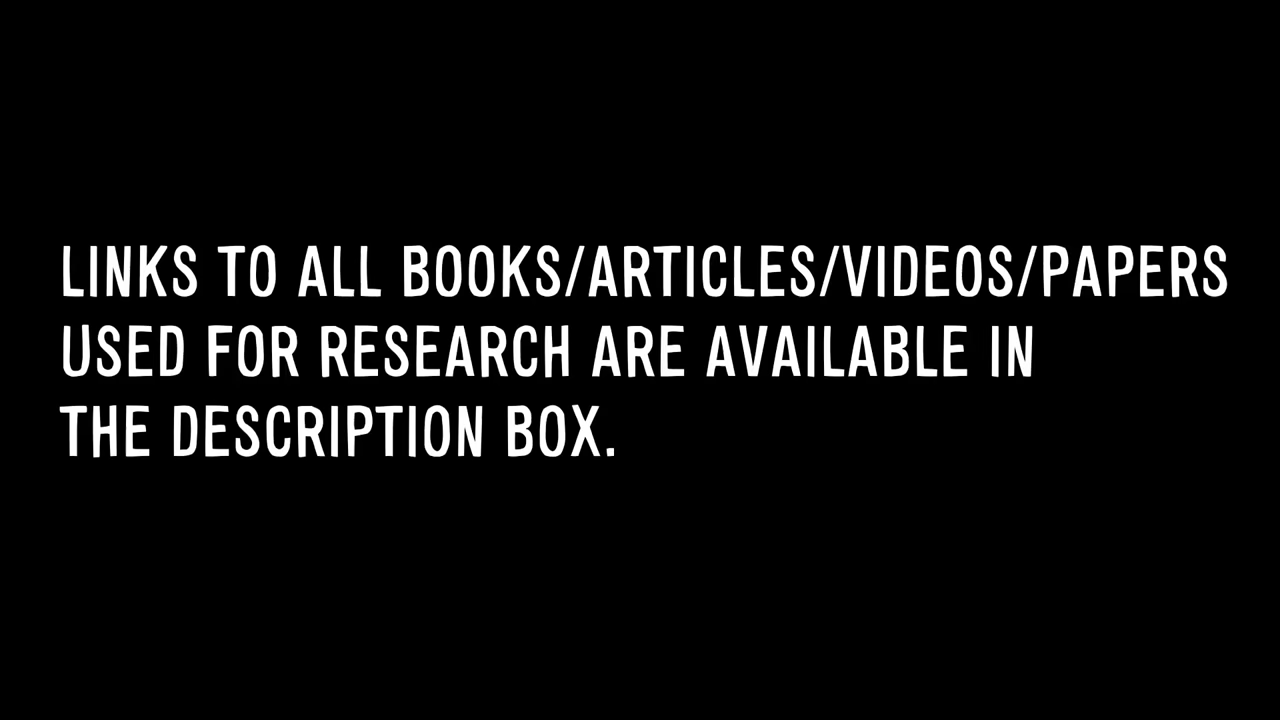 LINKS TO ALL BOOKS/ARTICLES/VIDEOS/PAPERS
USED FOR RESEARCH ARE AVAILABLE IN
THE DESCRIPTION BOX.